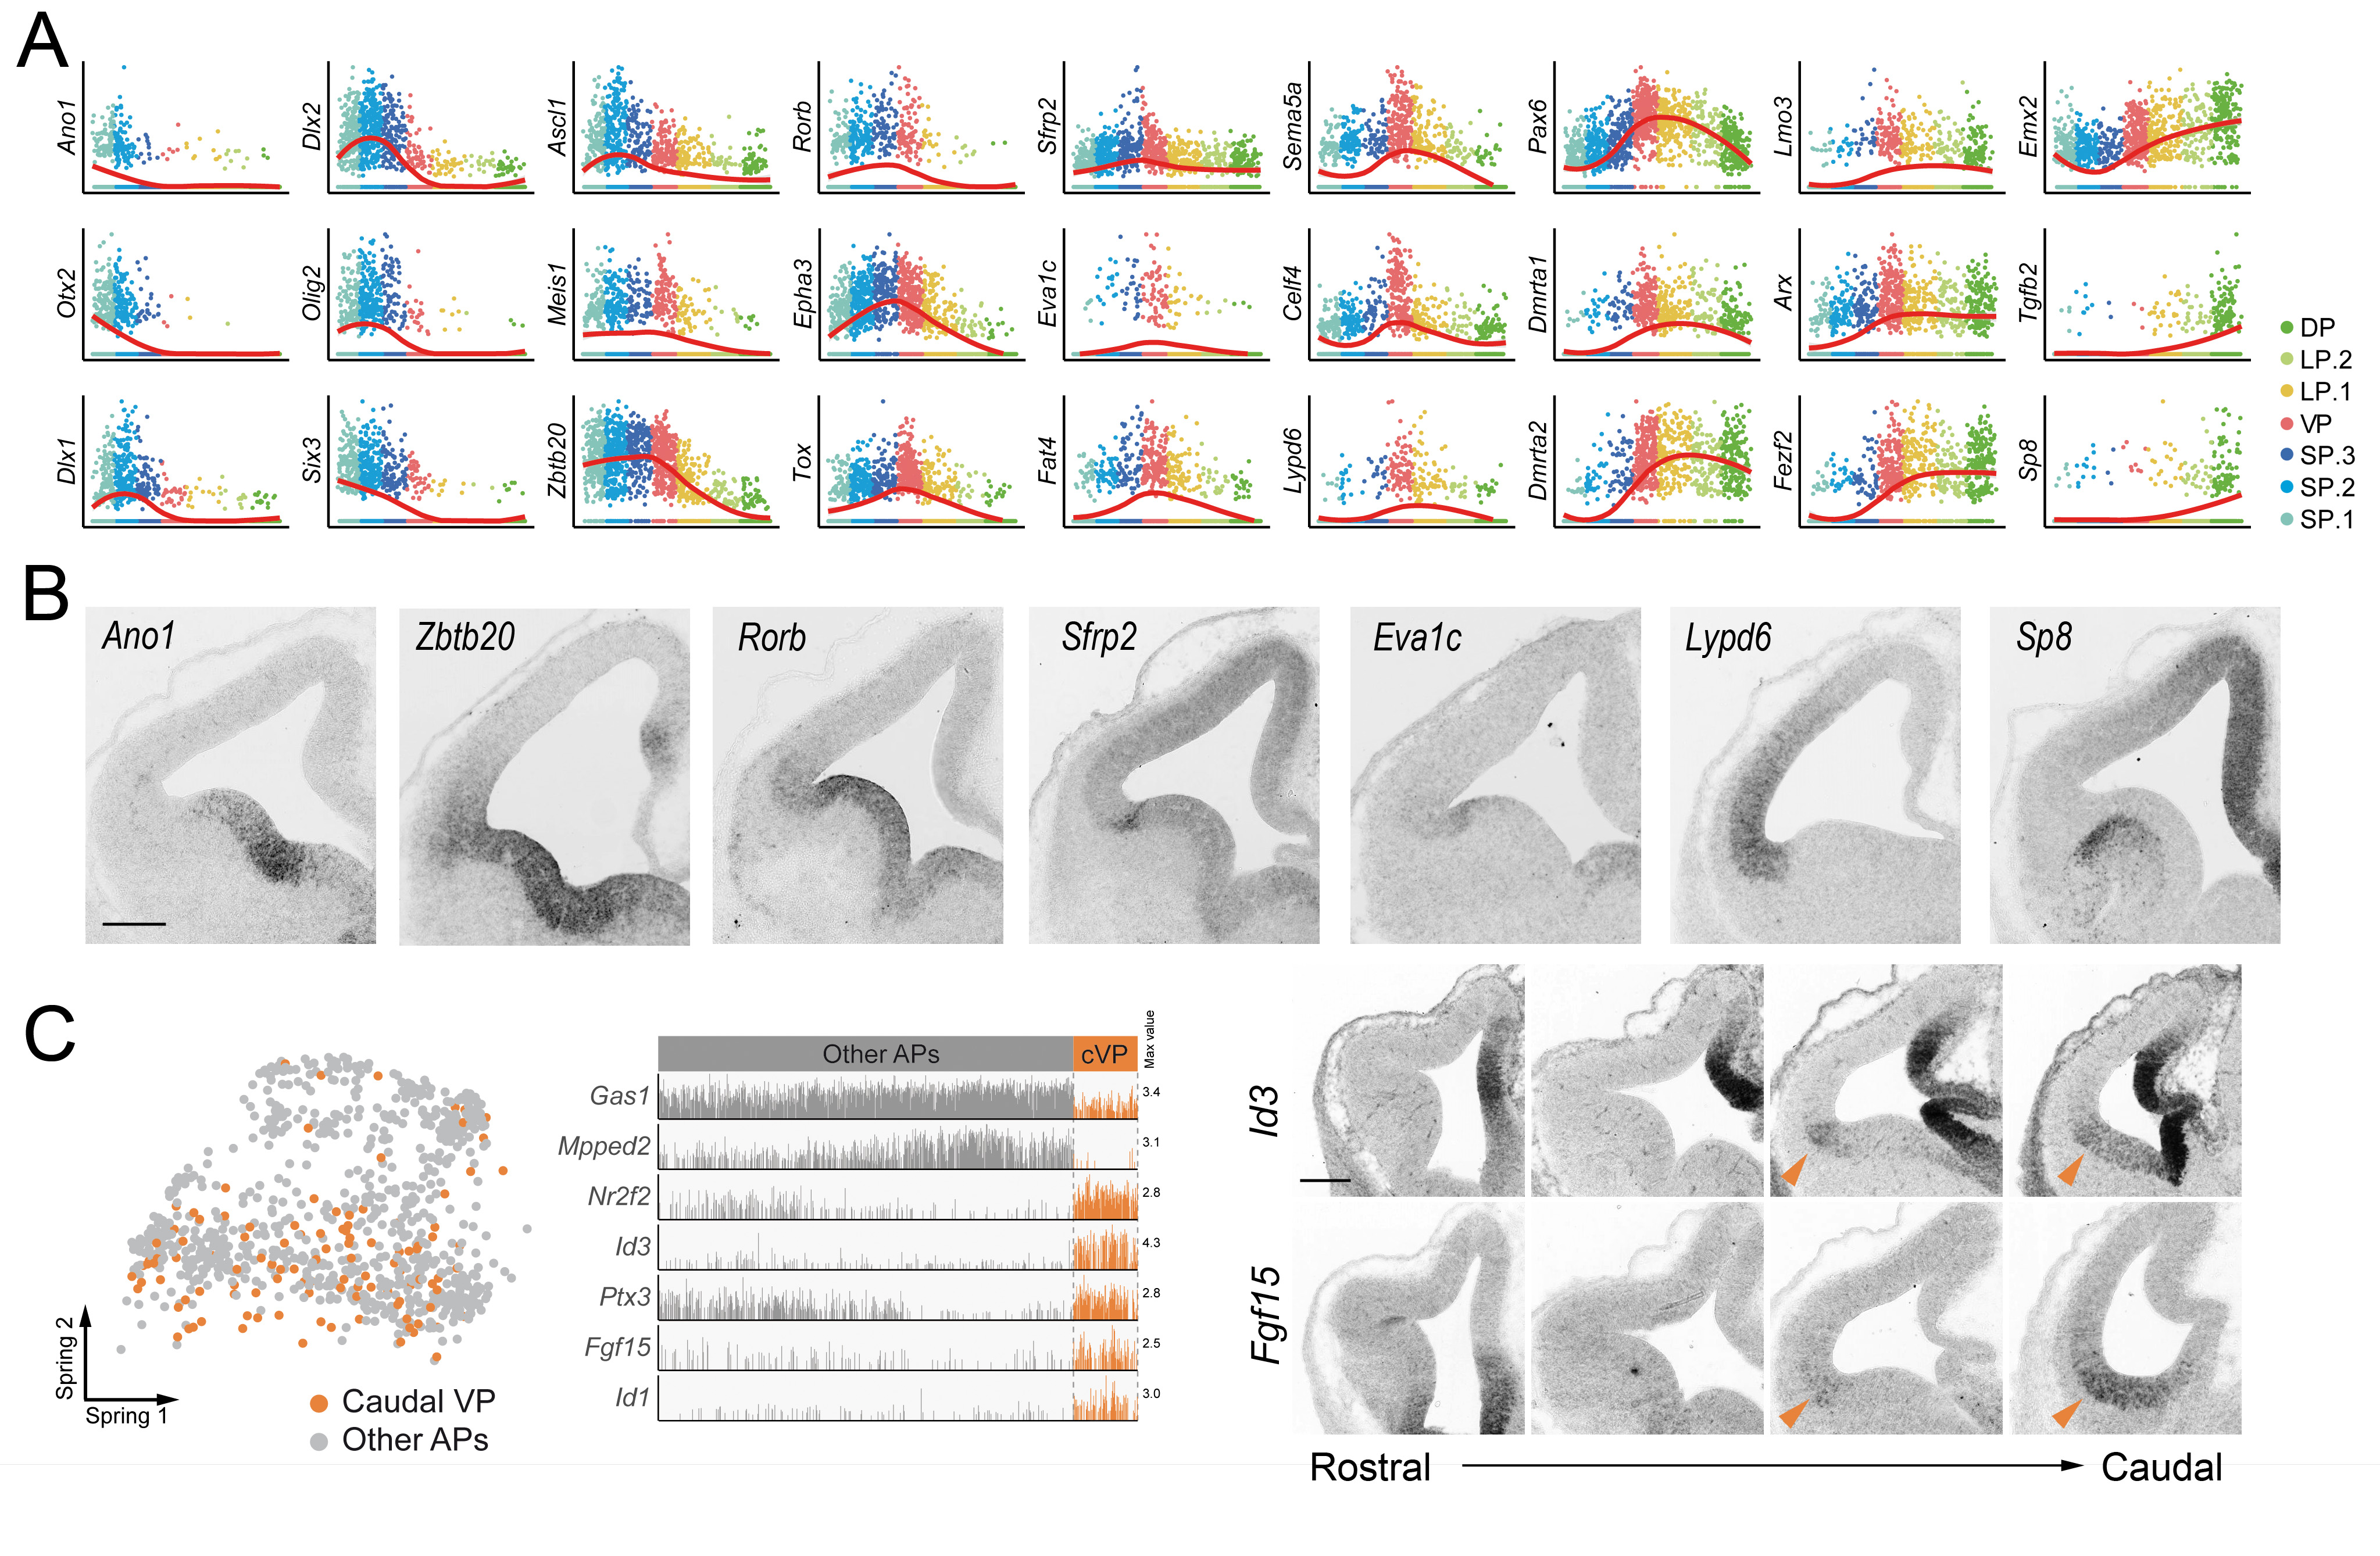 A
Ano1
Dlx2
Ascl1
Rorb
Sfrp2
Sema5a
Pax6
Lmo3
Emx2
Otx2
Olig2
Meis1
Epha3
Eva1c
Celf4
Dmrta1
Arx
Tgfb2
Dlx1
Six3
Zbtb20
Tox
Fat4
Lypd6
Dmrta2
Fezf2
Sp8
DP
LP.2
LP.1
VP
SP.3
SP.2
SP.1
B
Ano1
Zbtb20
Rorb
Sfrp2
Eva1c
Lypd6
Sp8
C
Spring 2
Spring 1
Caudal VP
Other APs
Other APs
cVP
Max value
Gas1
3.4
Mpped2
3.1
Nr2f2
2.8
Id3
4.3
Ptx3
2.8
Fgf15
2.5
Id1
3.0
Id3
Fgf15
Rostral
Caudal